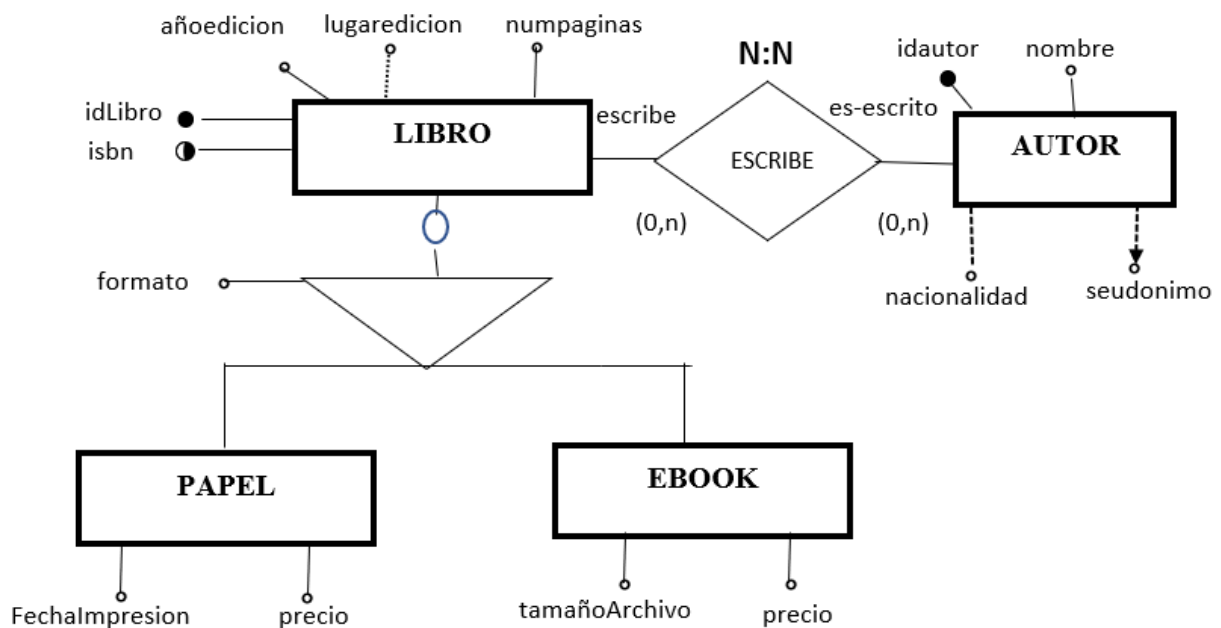 añoedicion
lugaredicion
numpaginas
N:N
idautor
nombre
idLibro
isbn
LIBRO
escribe
ESCRIBE
es-escrito
AUTOR
(0,n)
(0,n)
formato
nacionalidad
seudonimo
PAPEL
EBOOK
FechaImpresion
precio
tamañoArchivo
precio